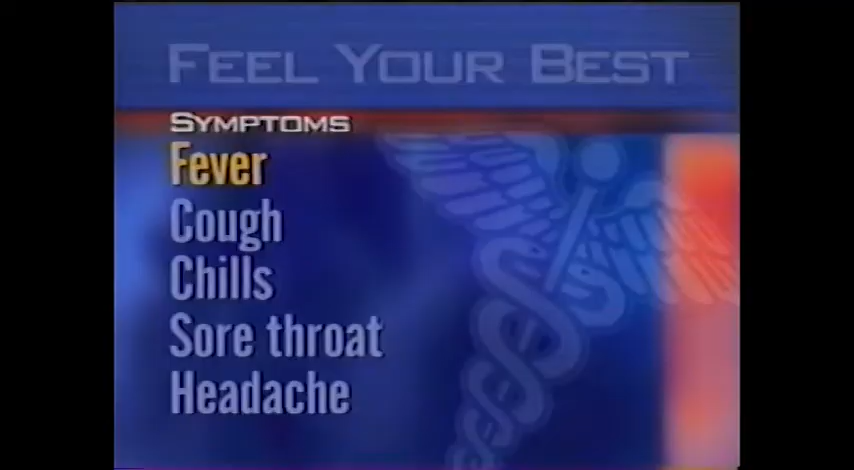 FEEL YOUR BEST
SYMPTOMS
Fever
Cough
Chills
Sore throat
Headache